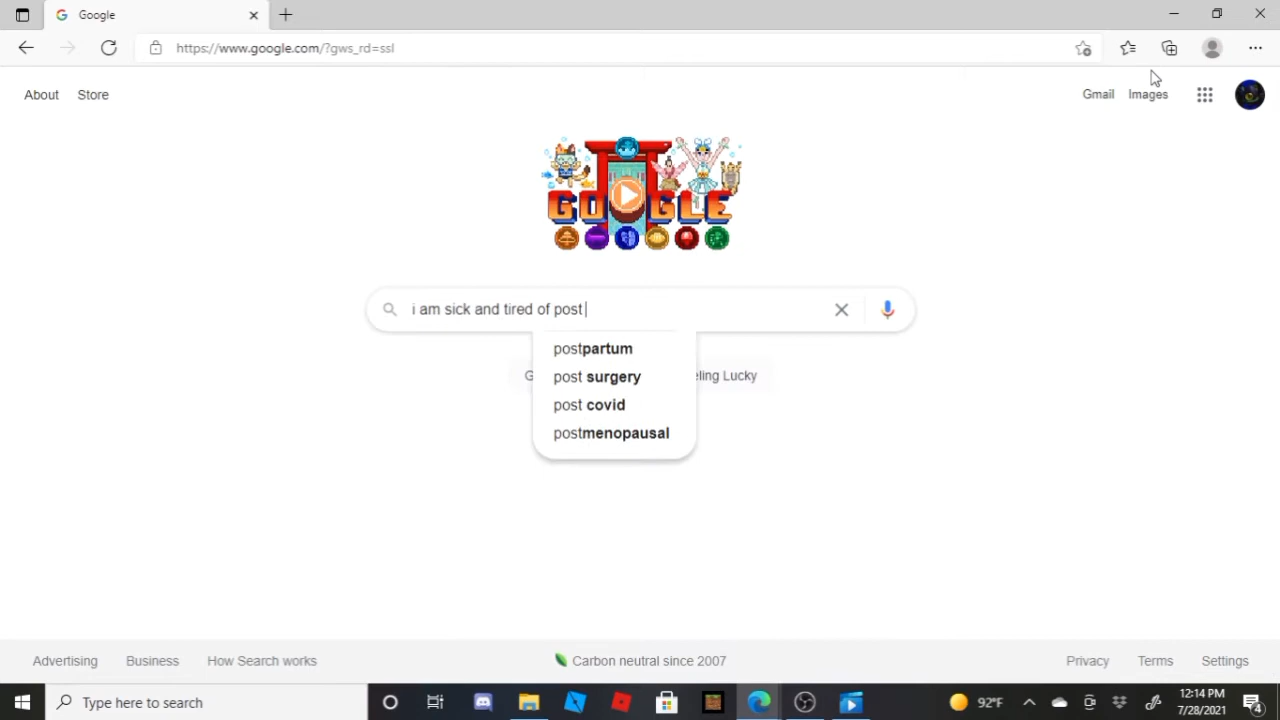 Google
https://www.google.com/?gws_rd=ssl
About Store Gmail Images
GOOGLE
i am sick and tired of post
postpartum
post surgery
G eling Lucky
post covid
postmenopausal
Advertising Business How Search works Carbon neutral since 2007 Privacy Terms Settings
Type here to search 92°F 12:14 PM
7/28/2021 4